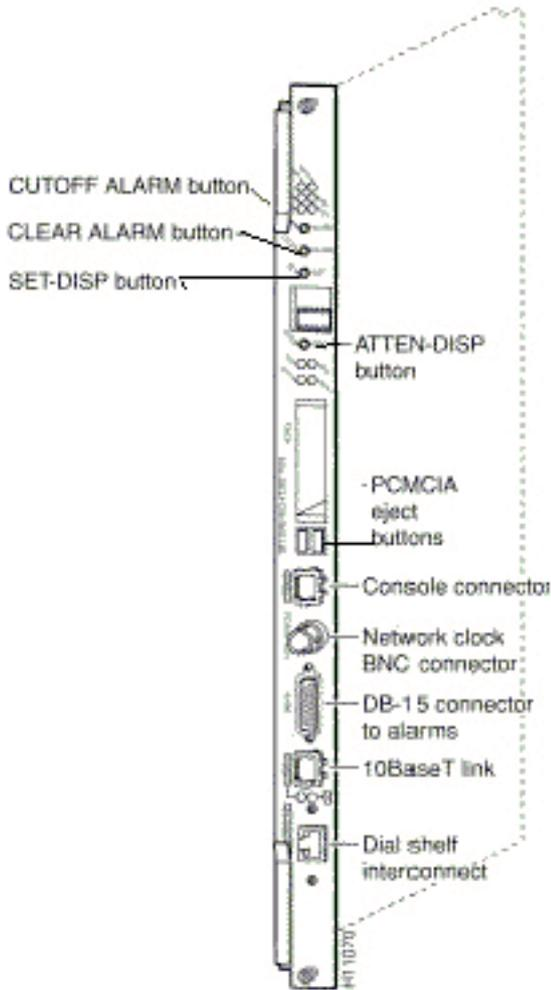 CUTOFF ALARM button
CLEAR ALARM button
SET-DISP button
ATTEN-DISP
button
PCMCIA
eject
buttons
Console connector
Network clock
BNC connector
DB-15 connector
to alarms
10BaseT link
Dial shelf
interconnect
H11070